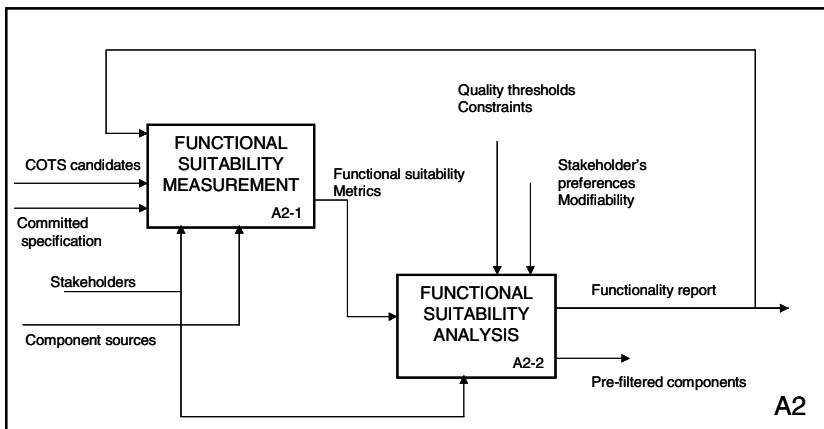 Quality thresholds
Constraints
FUNCTIONAL
SUITABILITY
MEASUREMENT
A2-1
COTS candidates
Committed
specification
Functional suitability
Metrics
Stakeholder's
preferences
Modifiability
Stakeholders
Component sources
FUNCTIONAL
SUITABILITY
ANALYSIS
A2-2
Functionality report
Pre-filtered components
A2